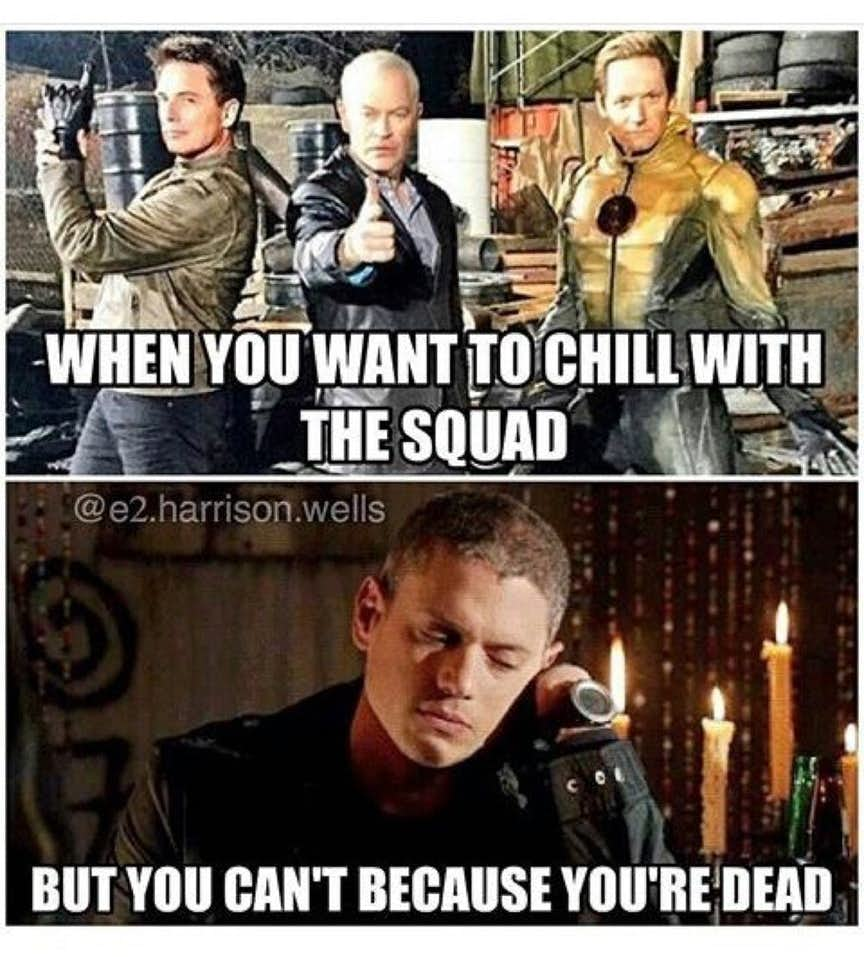 WHEN YOU WANT TO CHILL WITH
THE SQUAD
@e2.harrison.wells
BUT YOU CAN'T BECAUSE YOU'RE DEAD